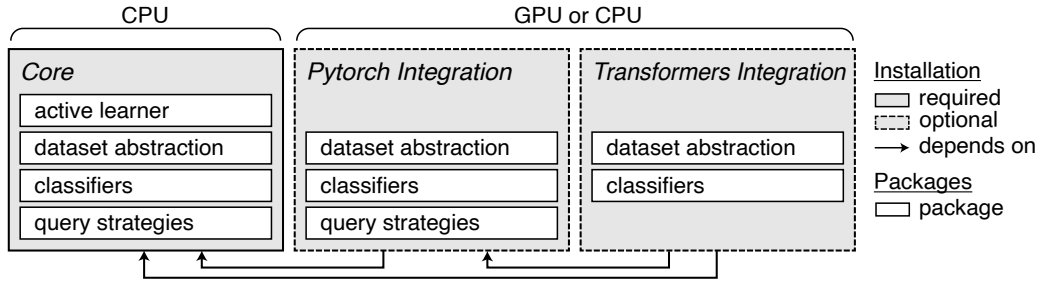 CPU
GPU or CPU
Core
active learner
dataset abstraction
classifiers
query strategies
Pytorch Integration
dataset abstraction
classifiers
query strategies
Transformers Integration
dataset abstraction
classifiers
Installation
required
optional
depends on
Packages
package